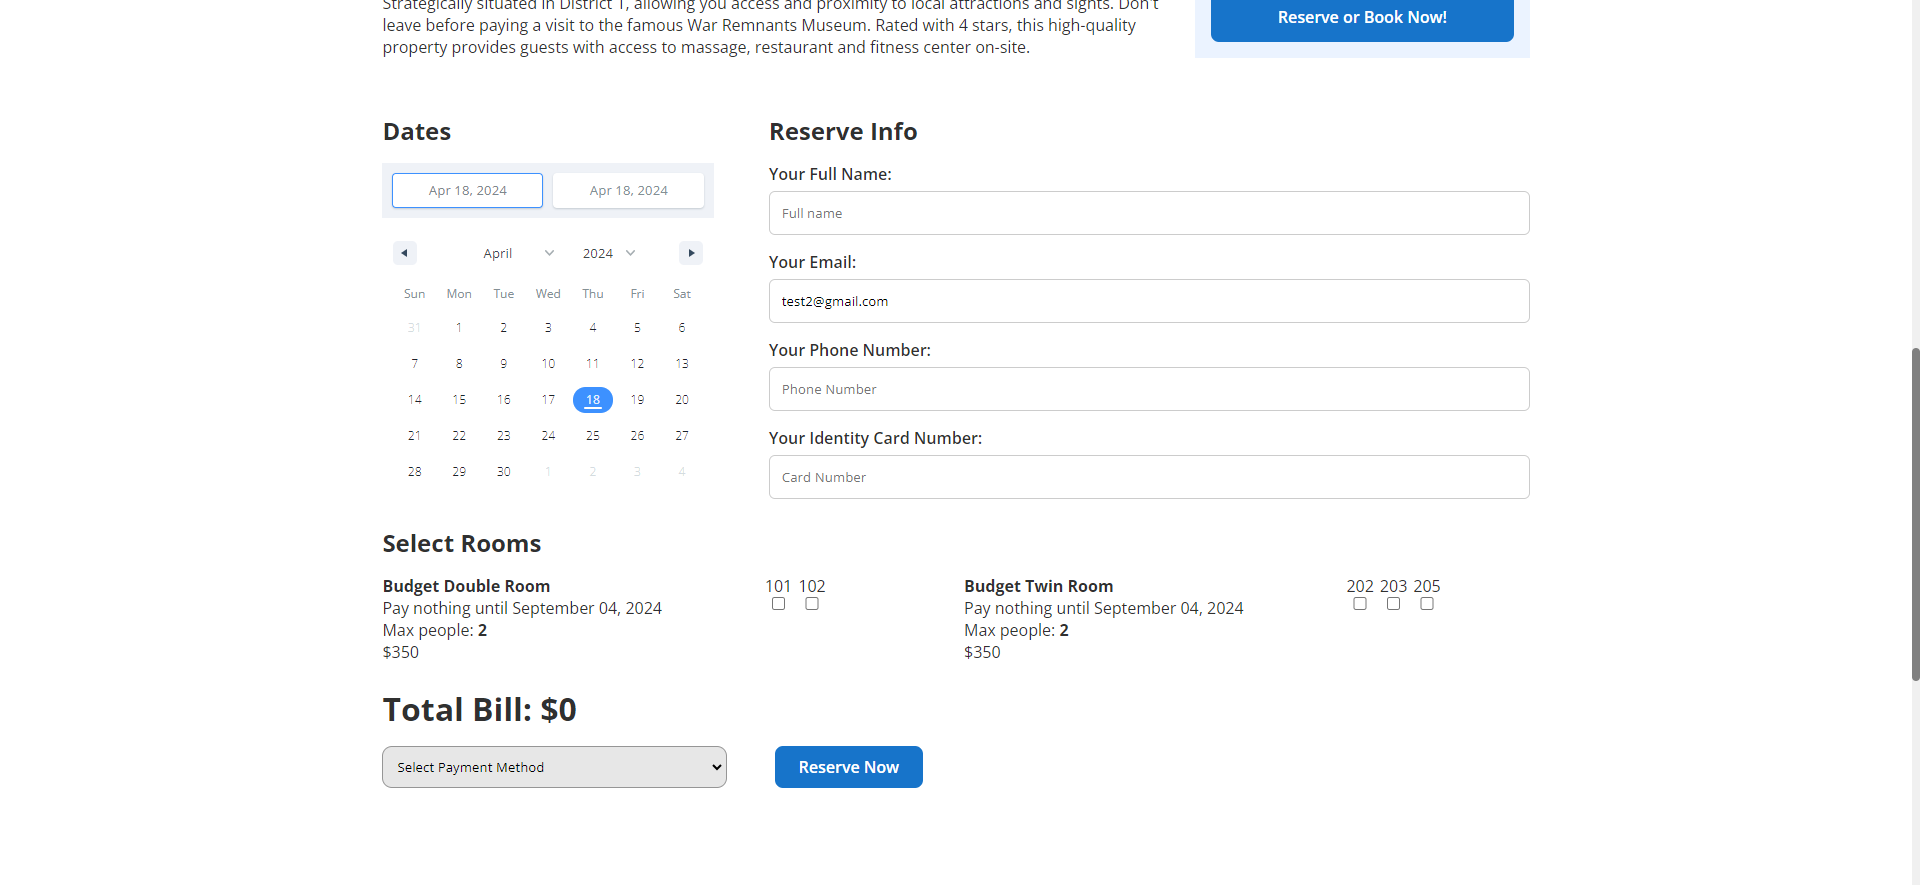 Strategically situated in District 1, allowing you access and proximity to local attractions and sights. Don't
leave before paying a visit to the famous War Remnants Museum. Rated with 4 stars, this high-quality
property provides guests with access to massage, restaurant and fitness center on-site.
Reserve or Book Now!
Dates
Apr 18, 2024 Apr 18, 2024
April 2024
Sun Mon Tue Wed Thu Fri Sat
31 1 2 3 4 5 6
7 8 9 10 11 12 13
14 15 16 17 18 19 20
21 22 23 24 25 26 27
28 29 30 1 2 3 4
Reserve Info
Your Full Name:
Full name
Your Email:
test2@gmail.com
Your Phone Number:
Phone Number
Your Identity Card Number:
Card Number
Select Rooms
Budget Double Room
Pay nothing until September 04, 2024
Max people: 2
$350
101 102
Budget Twin Room
Pay nothing until September 04, 2024
Max people: 2
$350
202 203 205
Total Bill: $0
Select Payment Method
Reserve Now